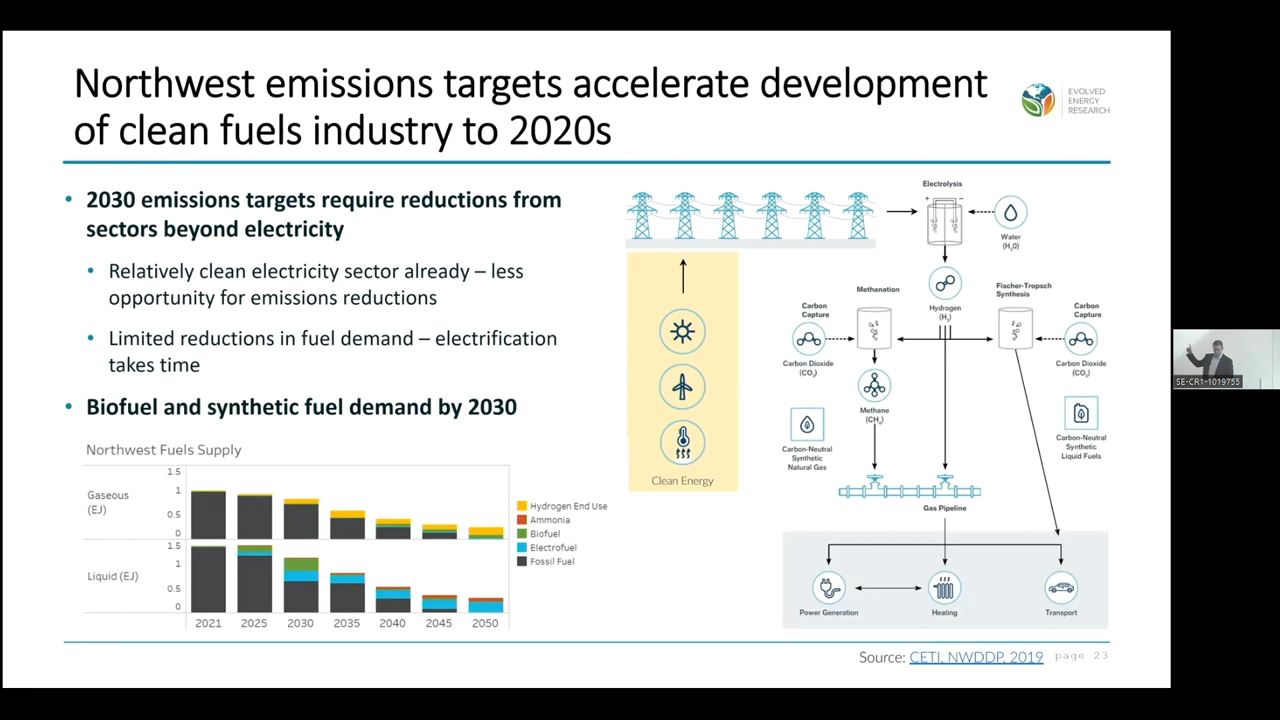 Northwest emissions targets accelerate development
of clean fuels industry to 2020s
EVOLVED
ENERGY
RESEARCH
• 2030 emissions targets require reductions from
sectors beyond electricity
• Relatively clean electricity sector already – less
opportunity for emissions reductions
• Limited reductions in fuel demand – electrification
takes time
• Biofuel and synthetic fuel demand by 2030
Northwest Fuels Supply
Gaseous
(EJ)
1.5
1
0.5
0
Liquid (EJ)
1.5
1
0.5
0
2021 2025 2030 2035 2040 2045 2050
Hydrogen End Use
Ammonia
Biofuel
Electrofuel
Fossil Fuel
Clean Energy
Electrolysis
+ –
Water
(H₂0)
Hydrogen
(H₂)
Methanation
Fischer-Tropsch
Synthesis
Carbon
Capture
Carbon Dioxide
(CO₂)
Carbon
Capture
Carbon Dioxide
(CO₂)
Methane
(CH₄)
Carbon-Neutral
Synthetic
Natural Gas
Carbon-Neutral
Synthetic
Liquid Fuels
Gas Pipeline
Power Generation
Heating
Transport
Source: CETI, NWDDP, 2019
page 23
SE-CR1-1019755